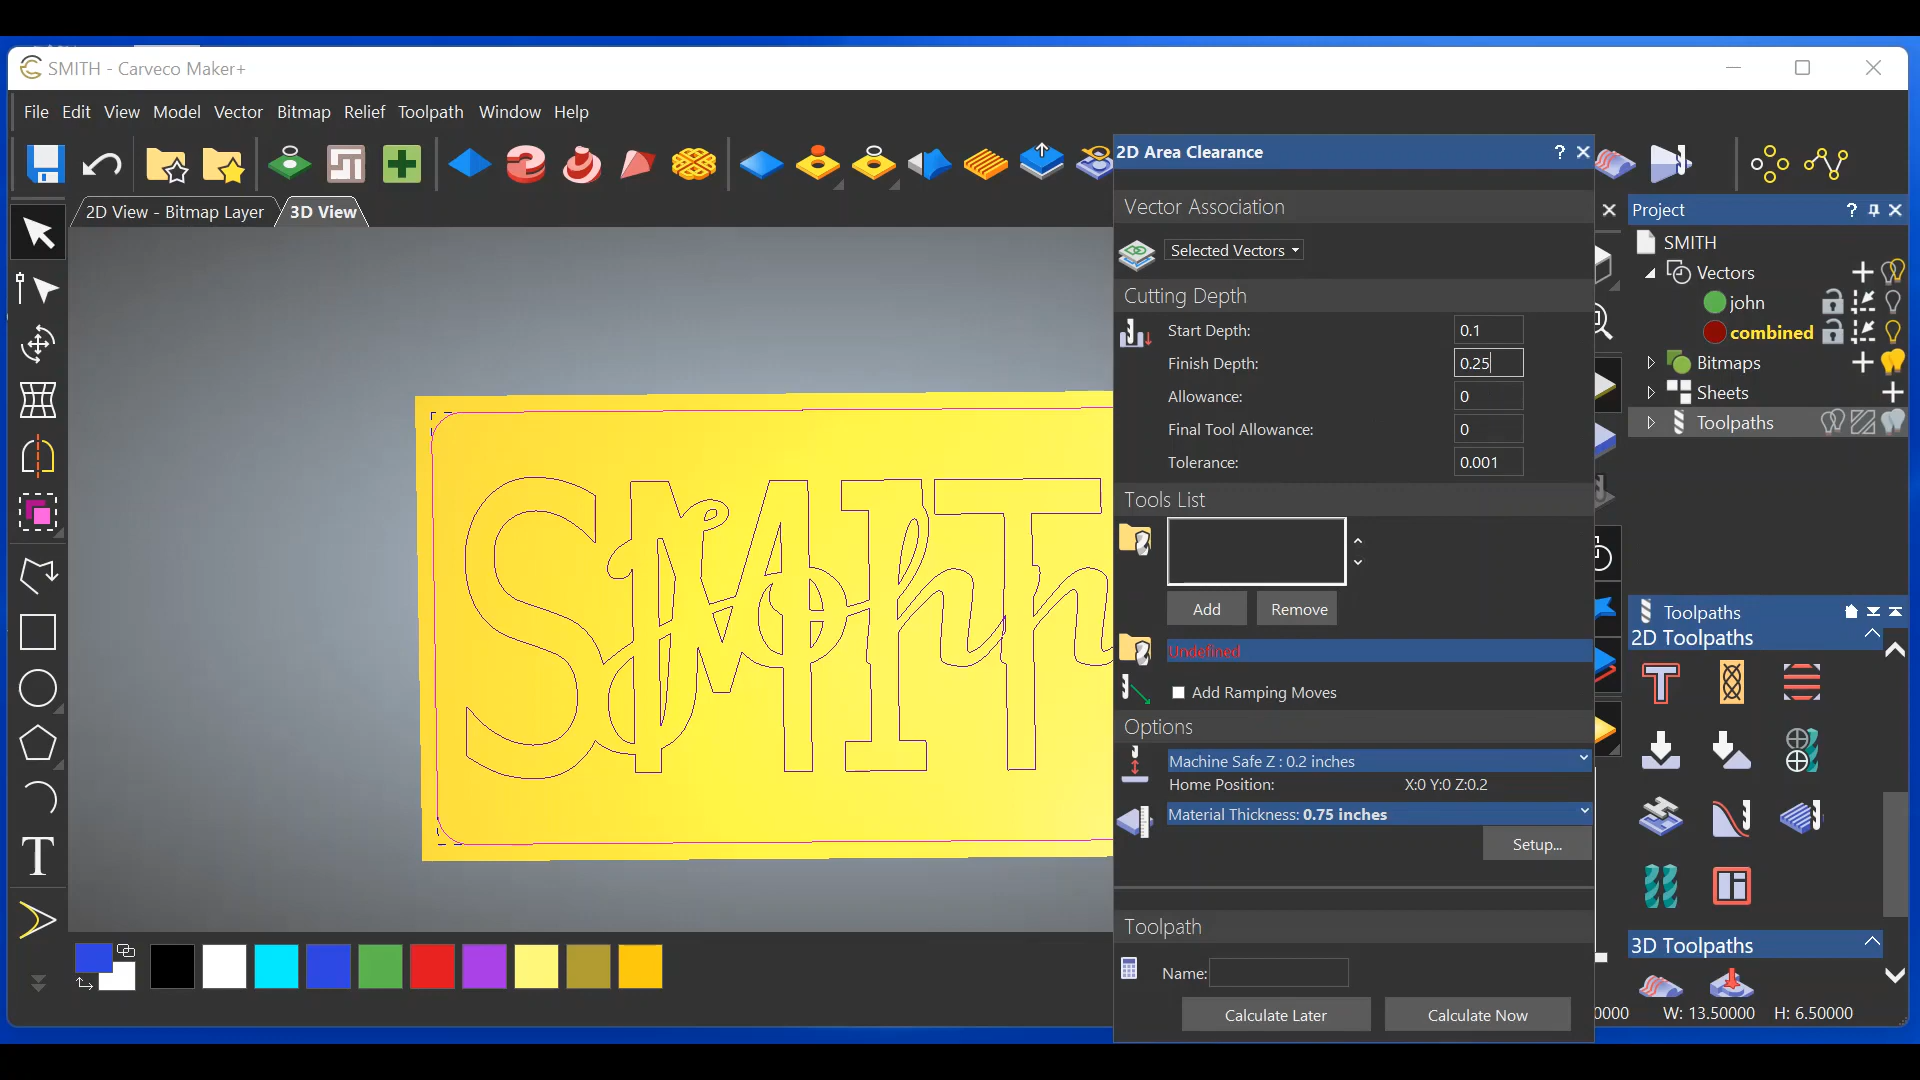 SMITH - Carveco Maker+
File Edit View Model Vector Bitmap Relief Toolpath Window Help
2D View - Bitmap Layer 3D View
2D Area Clearance ?
Vector Association
Selected Vectors
Cutting Depth
Start Depth: 0.1
Finish Depth: 0.25
Allowance: 0
Final Tool Allowance: 0
Tolerance: 0.001
Tools List
Add Remove
Undefined
Add Ramping Moves
Options
Machine Safe Z : 0.2 inches
Home Position: X:0 Y:0 Z:0.2
Material Thickness: 0.75 inches
Setup...
Toolpath
Name:
Calculate Later Calculate Now
Project ?
SMITH
Vectors
john
combined
Bitmaps
Sheets
Toolpaths
Toolpaths
2D Toolpaths
3D Toolpaths
0000 W: 13.50000 H: 6.50000
SMIT
John
T